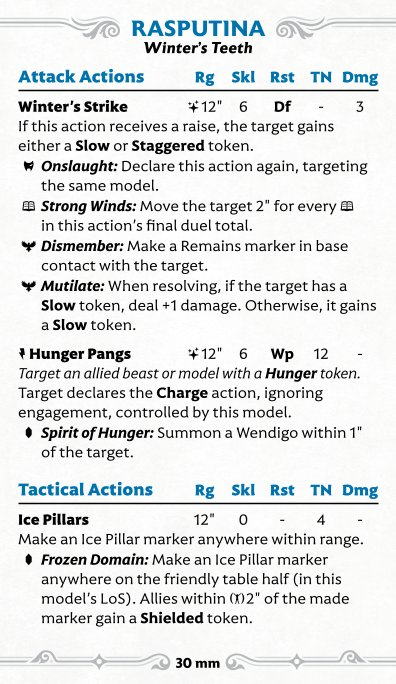 RASPUTINA
Winter's Teeth
Attack Actions Rg Skl Rst TN Dmg
Winter's Strike 12" 6 Df - 3
If this action receives a raise, the target gains
either a Slow or Staggered token.
Onslaught: Declare this action again, targeting
the same model.
Strong Winds: Move the target 2" for every
in this action's final duel total.
Dismember: Make a Remains marker in base
contact with the target.
Mutilate: When resolving, if the target has a
Slow token, deal +1 damage. Otherwise, it gains
a Slow token.
Hunger Pangs 12" 6 Wp 12 -
Target an allied beast or model with a Hunger token.
Target declares the Charge action, ignoring
engagement, controlled by this model.
Spirit of Hunger: Summon a Wendigo within 1"
of the target.
Tactical Actions Rg Skl Rst TN Dmg
Ice Pillars 12" 0 - 4 -
Make an Ice Pillar marker anywhere within range.
Frozen Domain: Make an Ice Pillar marker
anywhere on the friendly table half (in this
model's LoS). Allies within 2" of the made
marker gain a Shielded token.
30 mm